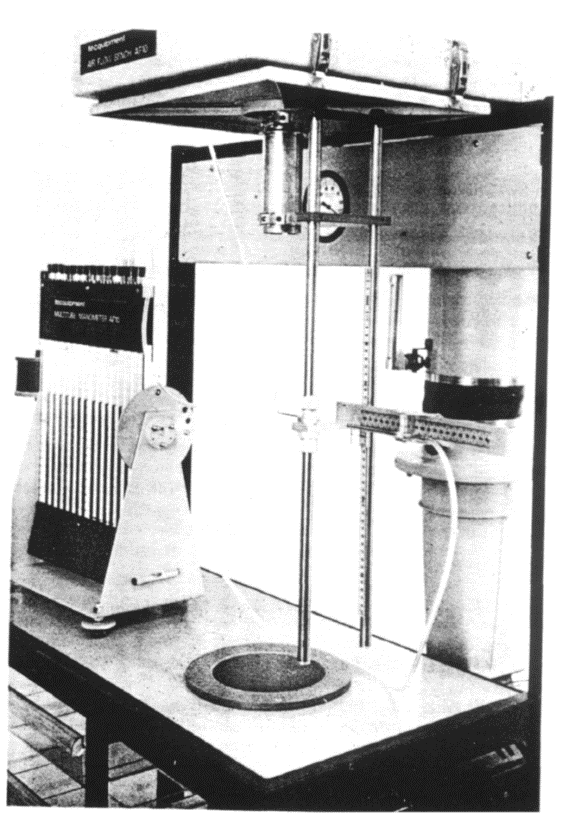 tecquipment
AIR FLOW BENCH AF10
tecquipment
MULTITUBE MANOMETER AF10